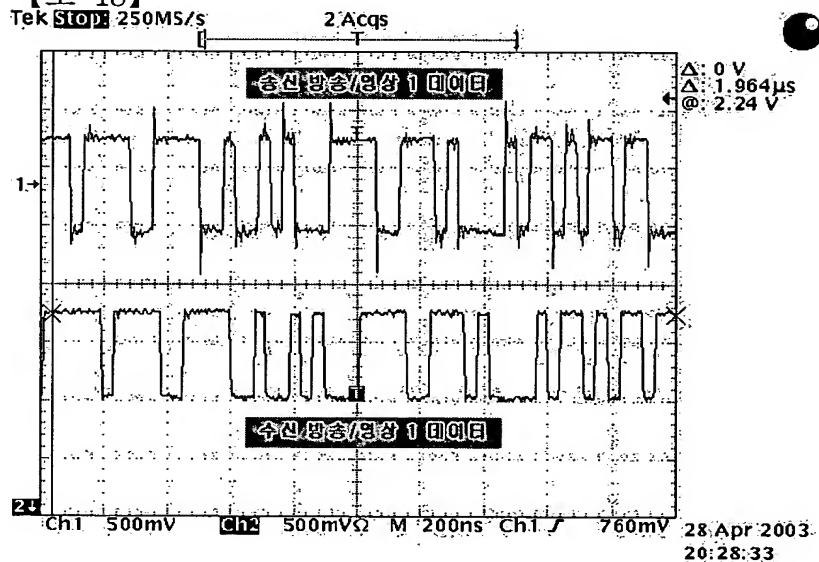 Tek Stop: 250MS/s 2 Acqs
송신 방송/영상 1 데이터
Δ: 0 V
Δ: 1.964μs
@: 2.24 V
1→
T
수신 방송/영상 1 데이터
2↓
Ch1 500mV Ch2 500mVΩ M 200ns Ch1 ∫ 760mV
28 Apr 2003
20:28:33